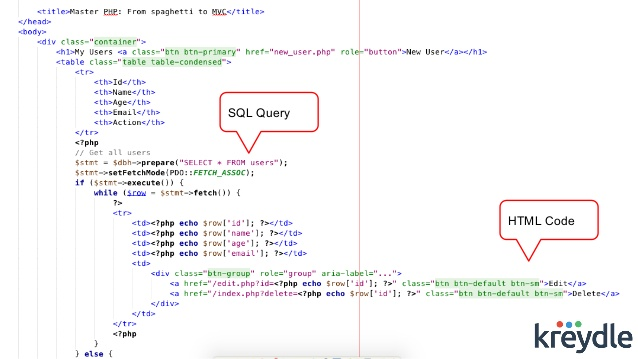 <title>Master PHP: From spaghetti to MVC</title>
</head>
<body>
<div class="container">
<h1>My Users <a class="btn btn-primary" href="new_user.php" role="button">New User</a></h1>
<table class="table table-condensed">
<tr>
<th>Id</th>
<th>Name</th>
<th>Age</th>
<th>Email</th>
<th>Action</th>
</tr>
<?php
// Get all users
$stmt = $dbh->prepare("SELECT * FROM users");
$stmt->setFetchMode(PDO::FETCH_ASSOC);
if ($stmt->execute()) {
while ($row = $stmt->fetch()) {
?>
<tr>
<td><?php echo $row['id']; ?></td>
<td><?php echo $row['name']; ?></td>
<td><?php echo $row['age']; ?></td>
<td><?php echo $row['email']; ?></td>
<td>
<div class="btn-group" role="group" aria-label="...">
<a href="/edit.php?id=<?php echo $row['id']; ?>" class="btn btn-default btn-sm">Edit</a>
<a href="/index.php?delete=<?php echo $row['id']; ?>" class="btn btn-default btn-sm">Delete</a>
</div>
</td>
</tr>
<?php
}
} else {
SQL Query
HTML Code
kreydle